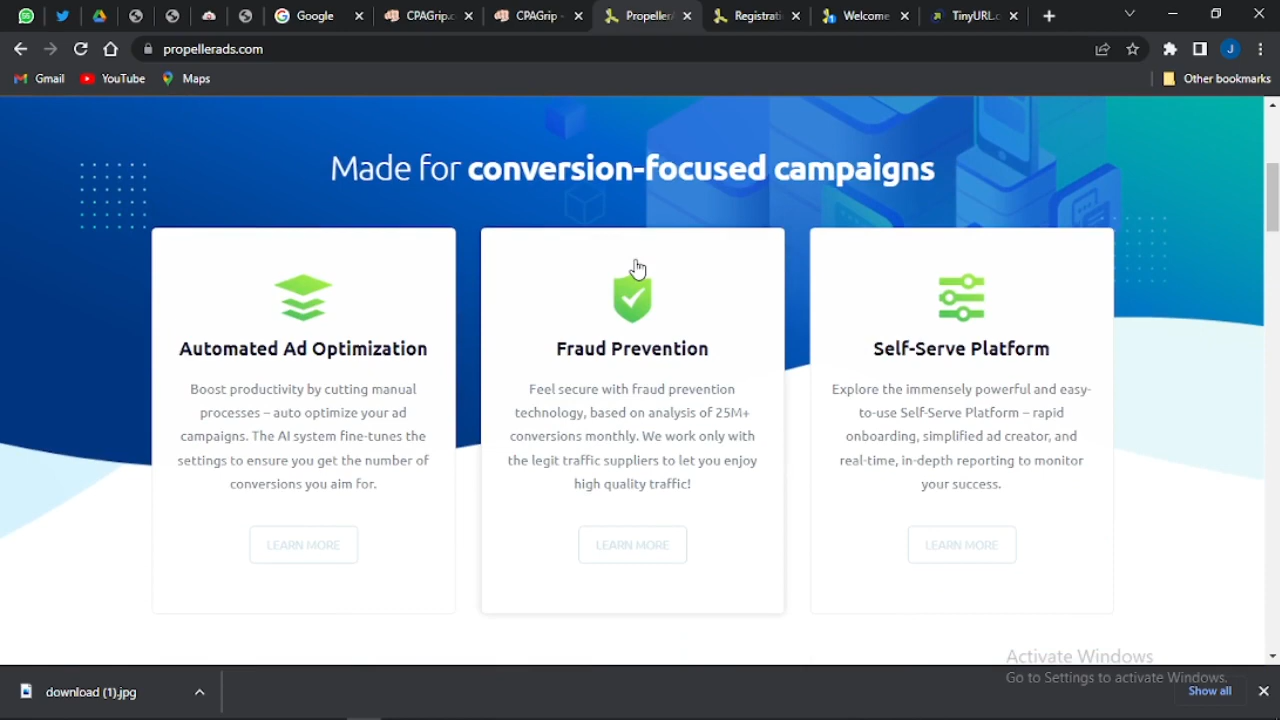 Google
CPAGrip.c
CPAGrip -
Propeller
Registrati
Welcome
TinyURL.c
propellerads.com
J
Gmail
YouTube
Maps
Other bookmarks
Made for conversion-focused campaigns
Automated Ad Optimization
Boost productivity by cutting manual
processes – auto optimize your ad
campaigns. The AI system fine-tunes the
settings to ensure you get the number of
conversions you aim for.
LEARN MORE
Fraud Prevention
Feel secure with fraud prevention
technology, based on analysis of 25M+
conversions monthly. We work only with
the legit traffic suppliers to let you enjoy
high quality traffic!
LEARN MORE
Self-Serve Platform
Explore the immensely powerful and easy-
to-use Self-Serve Platform – rapid
onboarding, simplified ad creator, and
real-time, in-depth reporting to monitor
your success.
LEARN MORE
Activate Windows
Go to Settings to activate Windows.
download (1).jpg
Show all